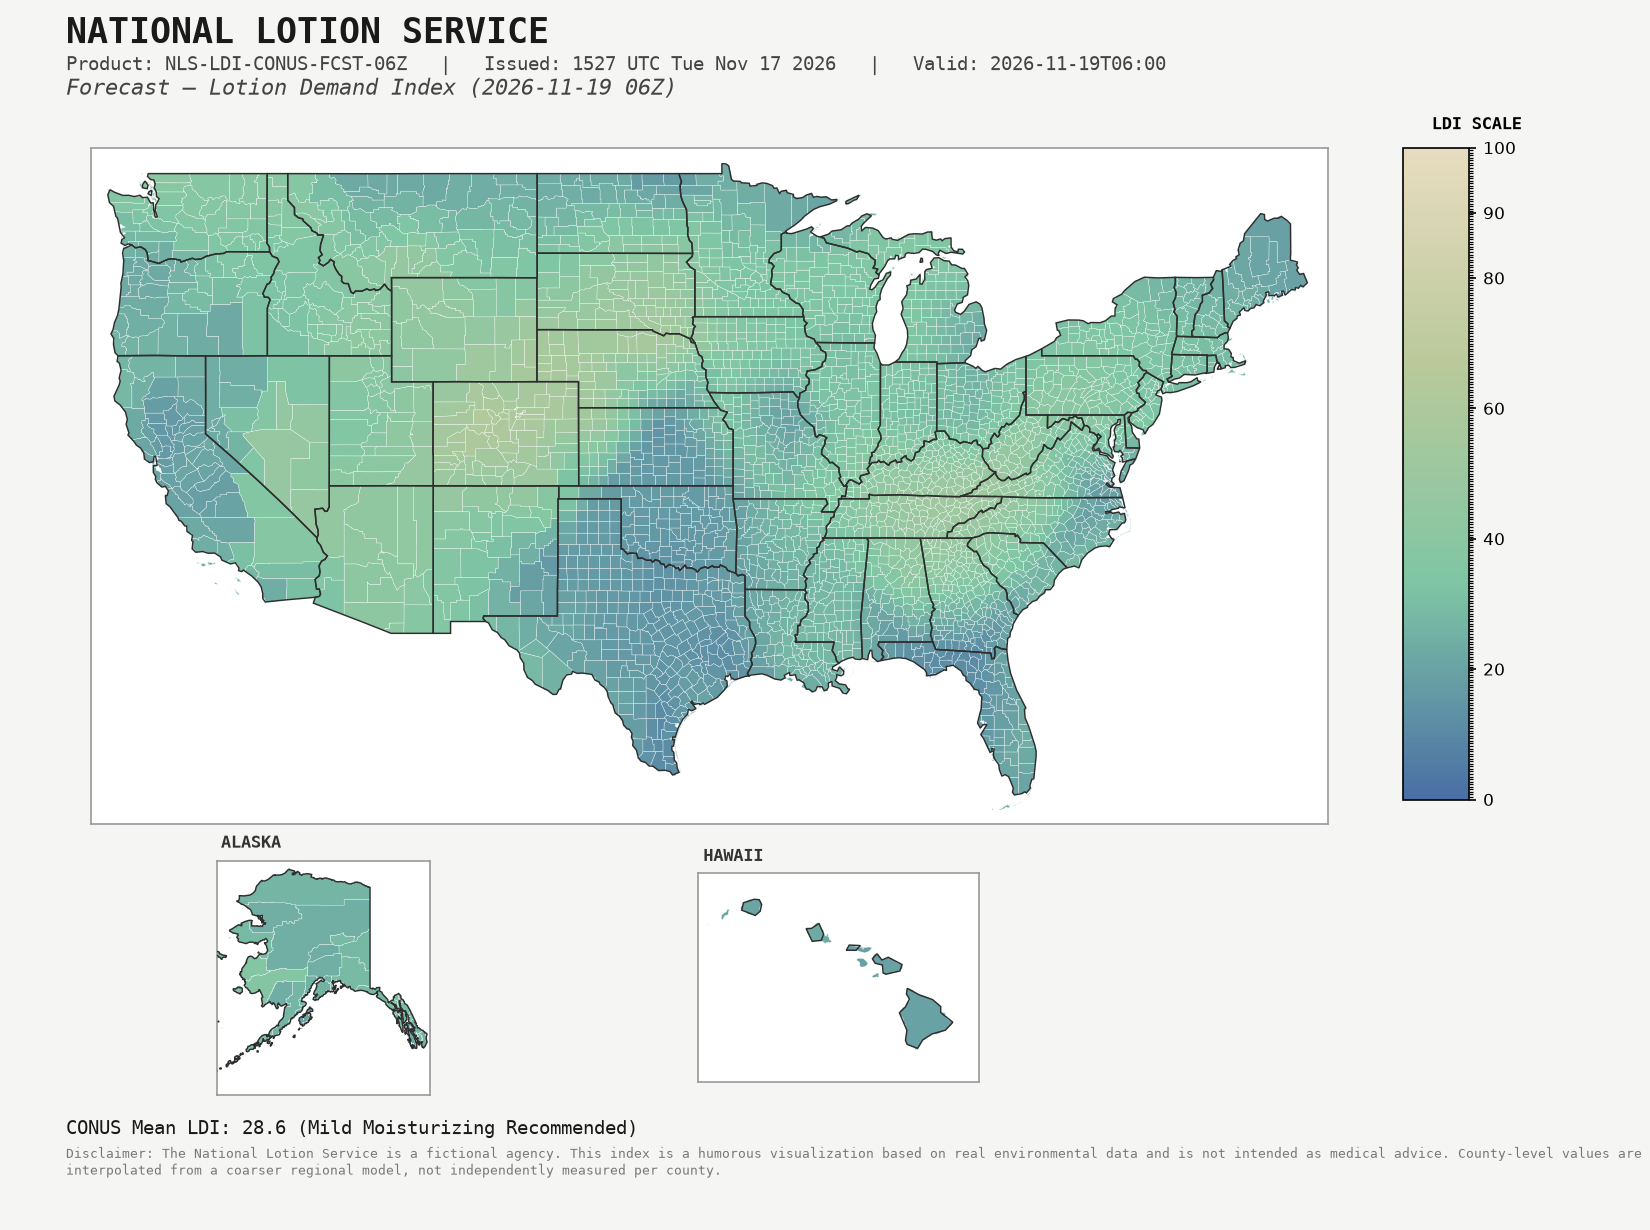 NATIONAL LOTION SERVICE
Product: NLS-LDI-CONUS-FCST-06Z | Issued: 1527 UTC Tue Nov 17 2026 | Valid: 2026-11-19T06:00
Forecast — Lotion Demand Index (2026-11-19 06Z)
LDI SCALE
100
90
80
60
40
20
0
ALASKA
HAWAII
CONUS Mean LDI: 28.6 (Mild Moisturizing Recommended)
Disclaimer: The National Lotion Service is a fictional agency. This index is a humorous visualization based on real environmental data and is not intended as medical advice. County-level values are
interpolated from a coarser regional model, not independently measured per county.